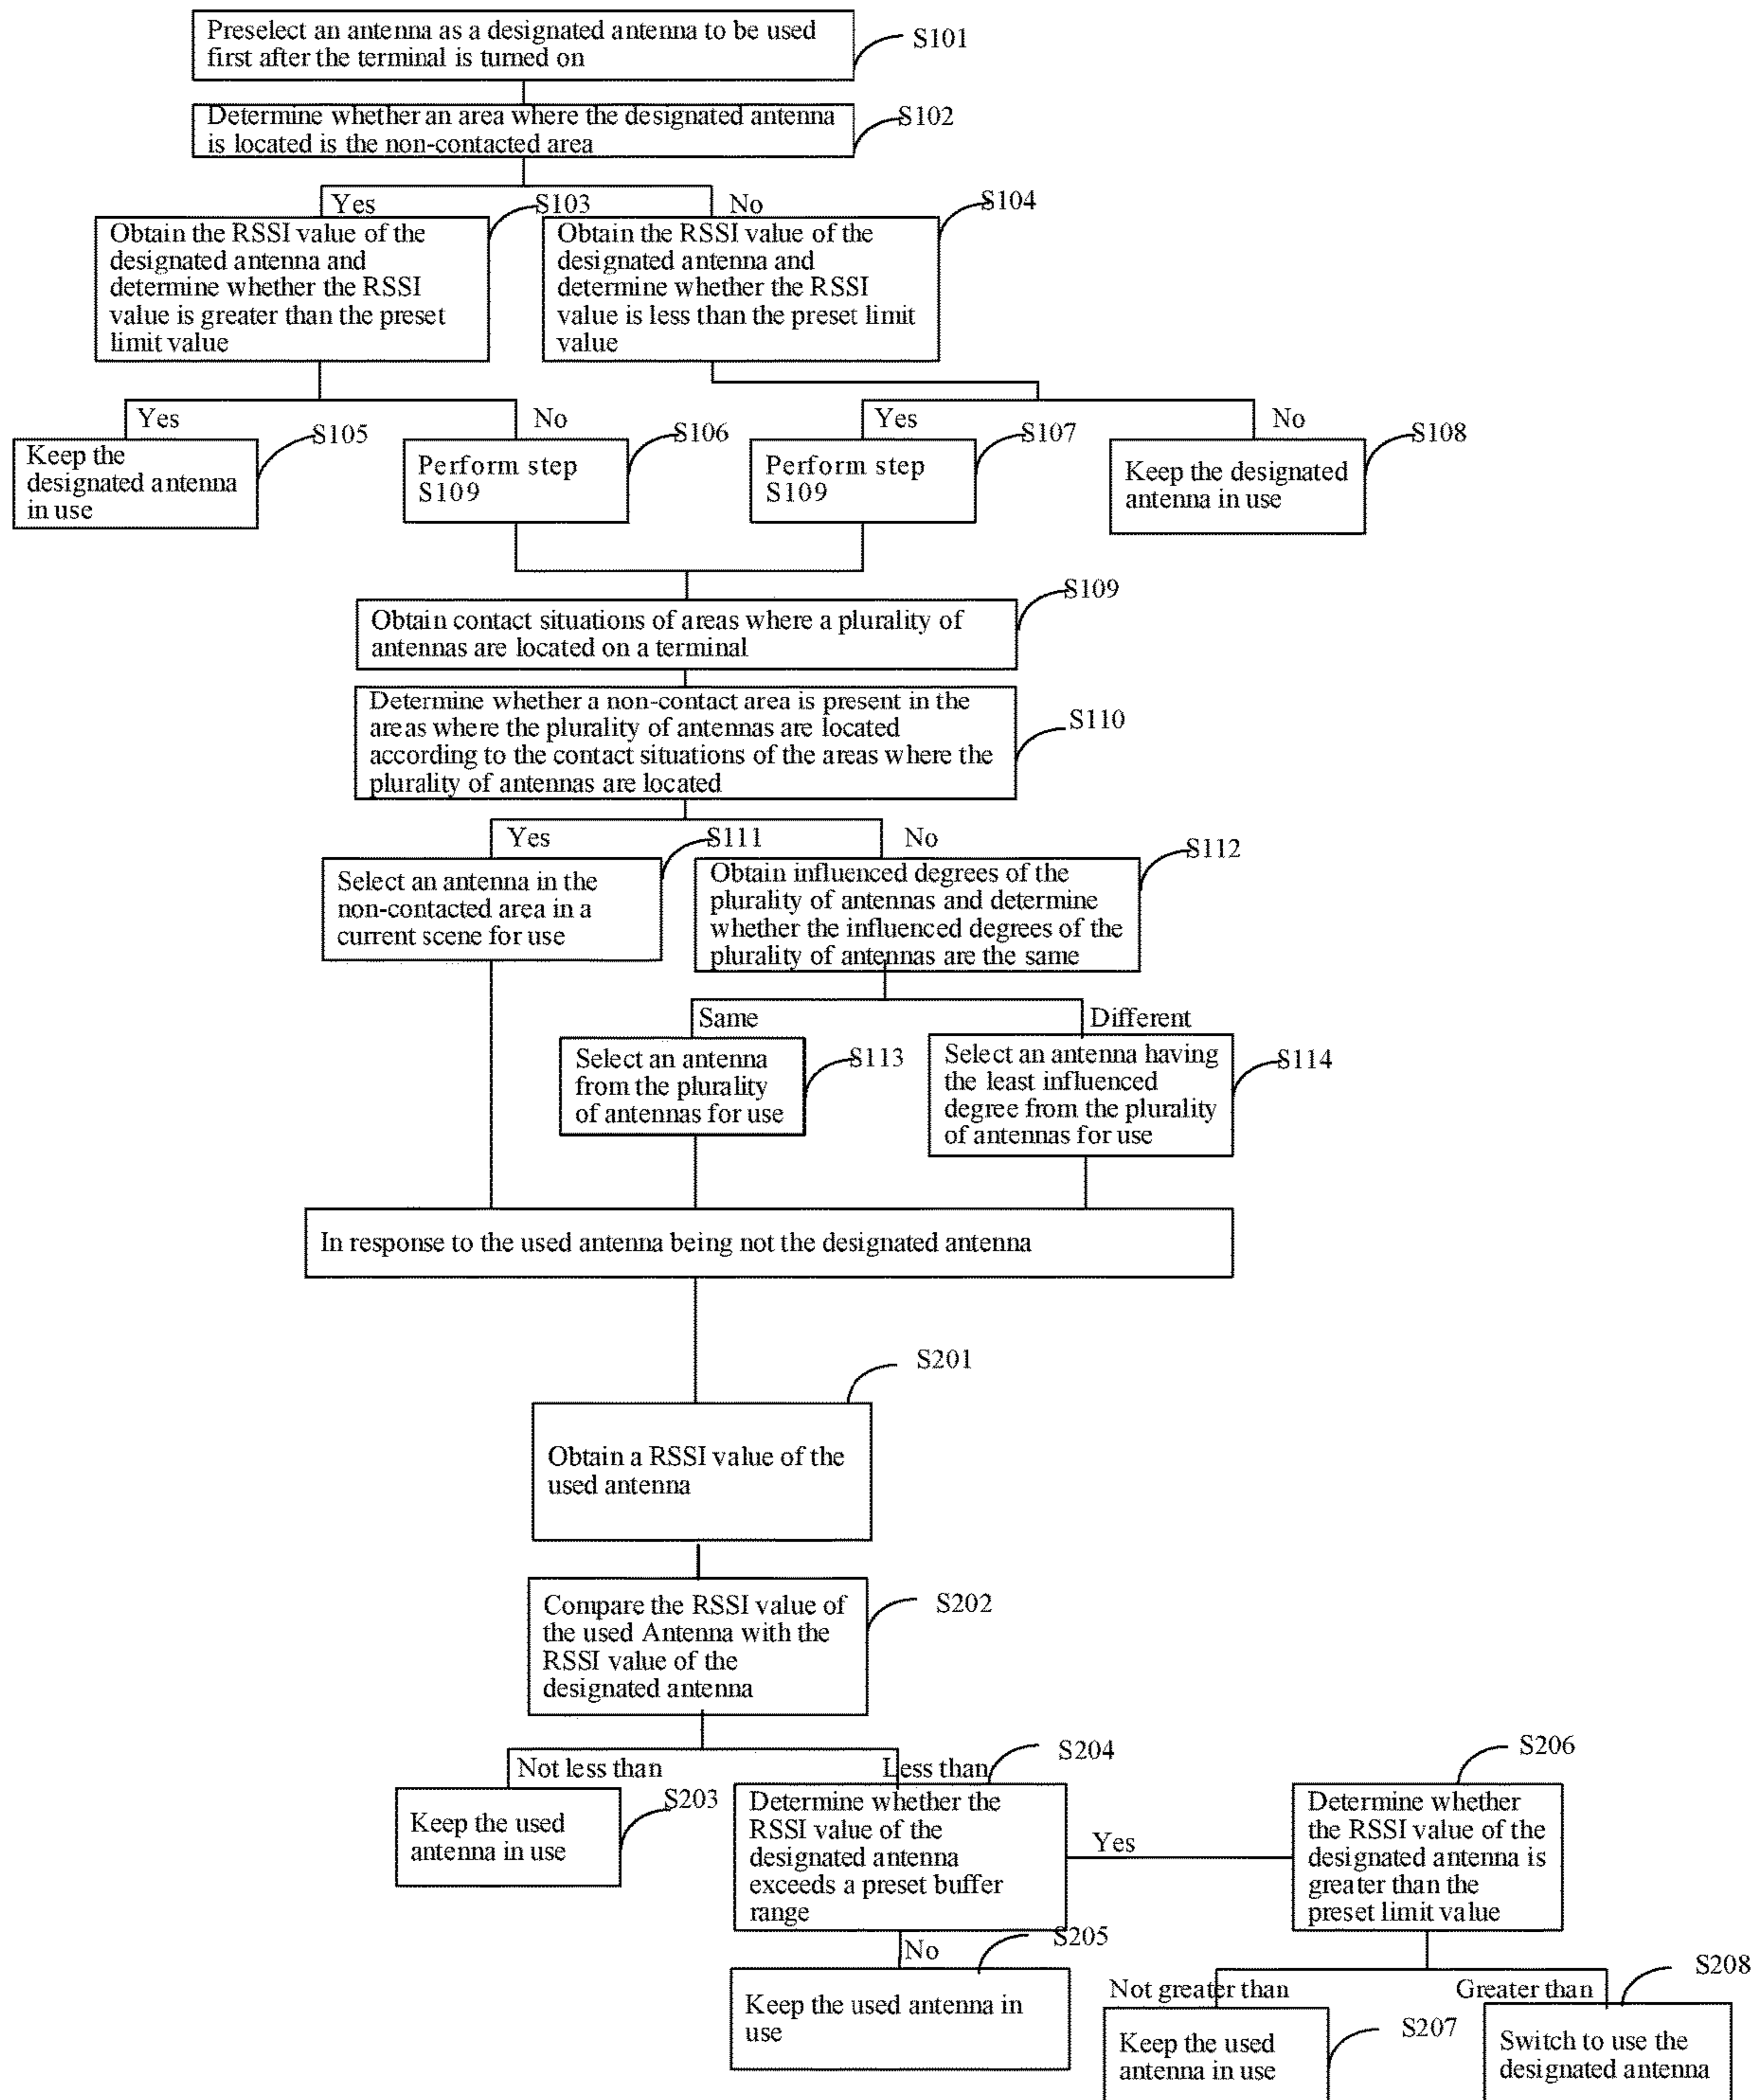 Preselect an antenna as a designated antenna to be used
first after the terminal is turned on
S101
Determine whether an area where the designated antenna
is located is the non-contacted area
S102
Yes
S103
No
S104
Obtain the RSSI value of the
designated antenna and
determine whether the RSSI
value is greater than the preset
limit value
Obtain the RSSI value of the
designated antenna and
determine whether the RSSI
value is less than the preset limit
value
Yes
S105
No
S106
Yes
S107
No
S108
Keep the
designated antenna
in use
Perform step
S109
Perform step
S109
Keep the designated
antenna in use
S109
Obtain contact situations of areas where a plurality of
antennas are located on a terminal
Determine whether a non-contact area is present in the
areas where the plurality of antennas are located
according to the contact situations of the areas where the
plurality of antennas are located
S110
Yes
S111
No
S112
Select an antenna in the
non-contacted area in a
current scene for use
Obtain influenced degrees of the
plurality of antennas and determine
whether the influenced degrees of the
plurality of antennas are the same
Same
Different
Select an antenna
from the plurality
of antennas for use
S113
Select an antenna having
the least influenced
degree from the plurality
of antennas for use
S114
In response to the used antenna being not the designated antenna
S201
Obtain a RSSI value of the
used antenna
Compare the RSSI value of
the used Antenna with the
RSSI value of the
designated antenna
S202
Not less than
Less than
S204
S206
Keep the used
antenna in use
S203
Determine whether the
RSSI value of the
designated antenna
exceeds a preset buffer
range
Yes
Determine whether
the RSSI value of the
designated antenna is
greater than the
preset limit value
No
S205
Keep the used antenna in
use
Not greater than
Greater than
S208
Keep the used
antenna in use
S207
Switch to use the
designated antenna